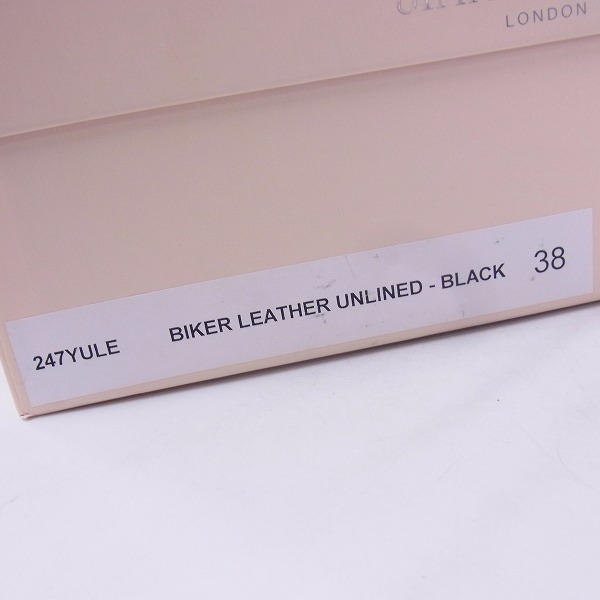 LONDON
247YULE BIKER LEATHER UNLINED - BLACK 38